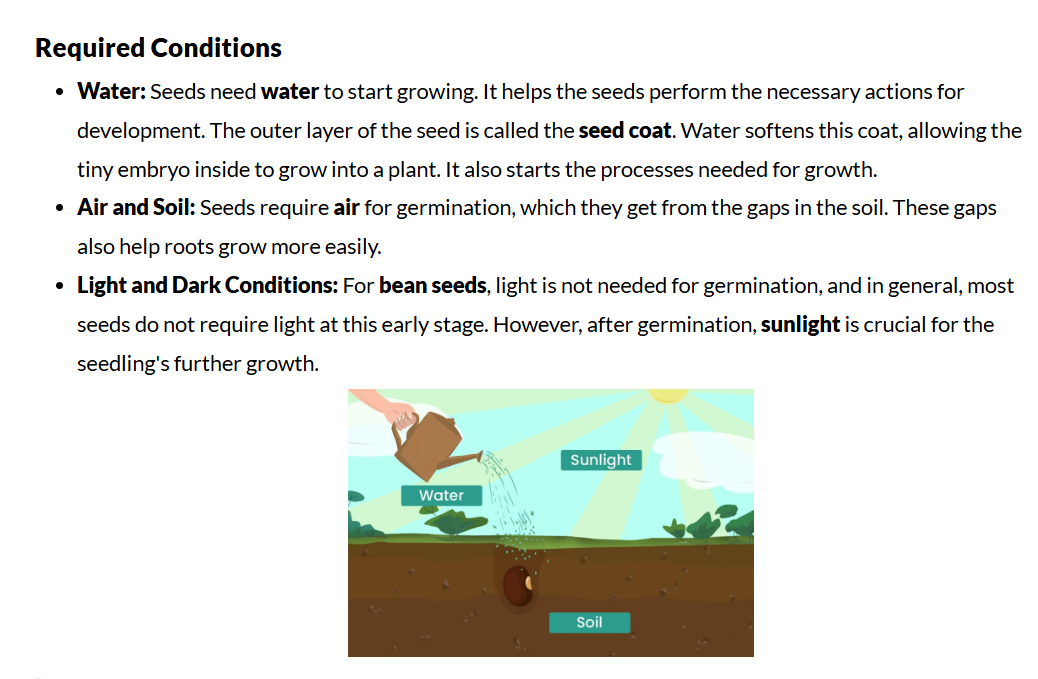 Required Conditions
• Water: Seeds need water to start growing. It helps the seeds perform the necessary actions for
development. The outer layer of the seed is called the seed coat. Water softens this coat, allowing the
tiny embryo inside to grow into a plant. It also starts the processes needed for growth.
• Air and Soil: Seeds require air for germination, which they get from the gaps in the soil. These gaps
also help roots grow more easily.
• Light and Dark Conditions: For bean seeds, light is not needed for germination, and in general, most
seeds do not require light at this early stage. However, after germination, sunlight is crucial for the
seedling's further growth.
Sunlight
Water
Soil